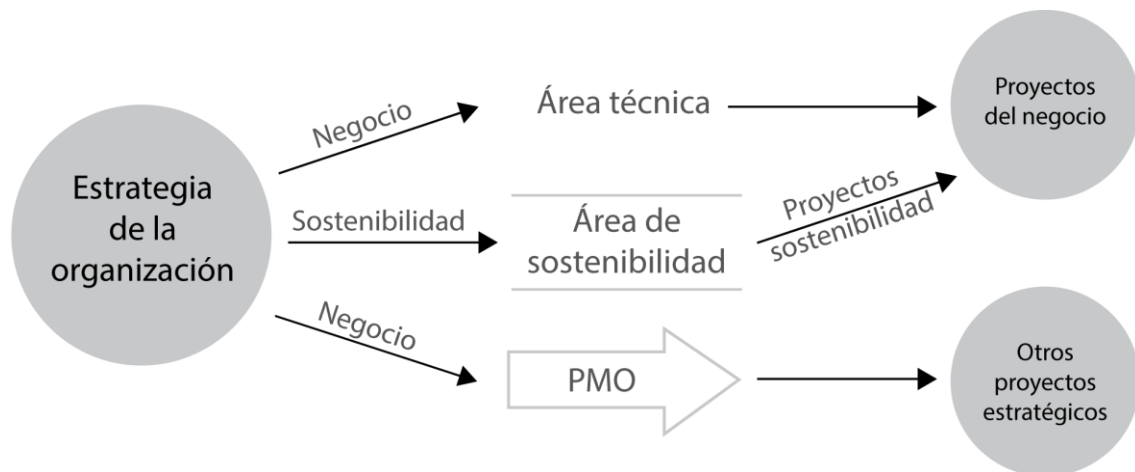 Estrategia
de la
organización
Negocio
Sostenibilidad
Negocio
Área técnica
Área de
sostenibilidad
PMO
Proyectos
sostenibilidad
Proyectos
del negocio
Otros
proyectos
estratégicos